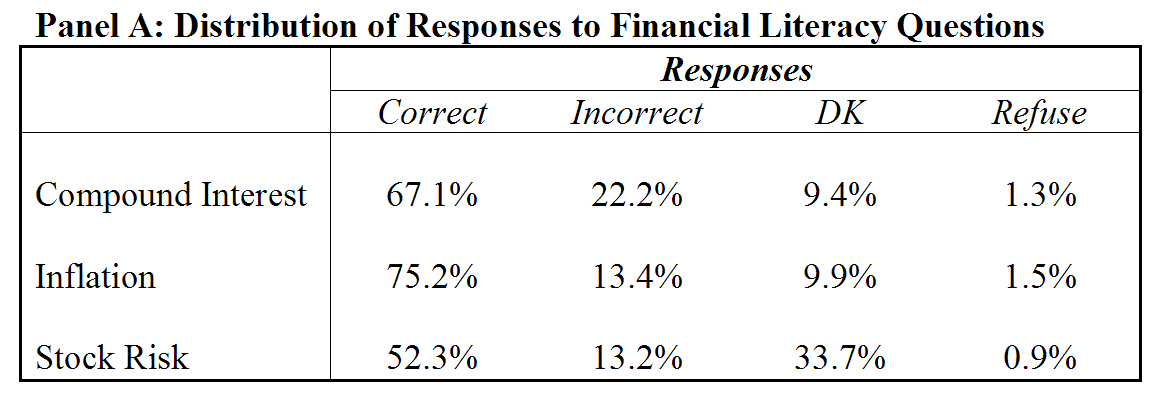 Panel A: Distribution of Responses to Financial Literacy Questions
Responses
Correct Incorrect DK Refuse
Compound Interest 67.1% 22.2% 9.4% 1.3%
Inflation 75.2% 13.4% 9.9% 1.5%
Stock Risk 52.3% 13.2% 33.7% 0.9%